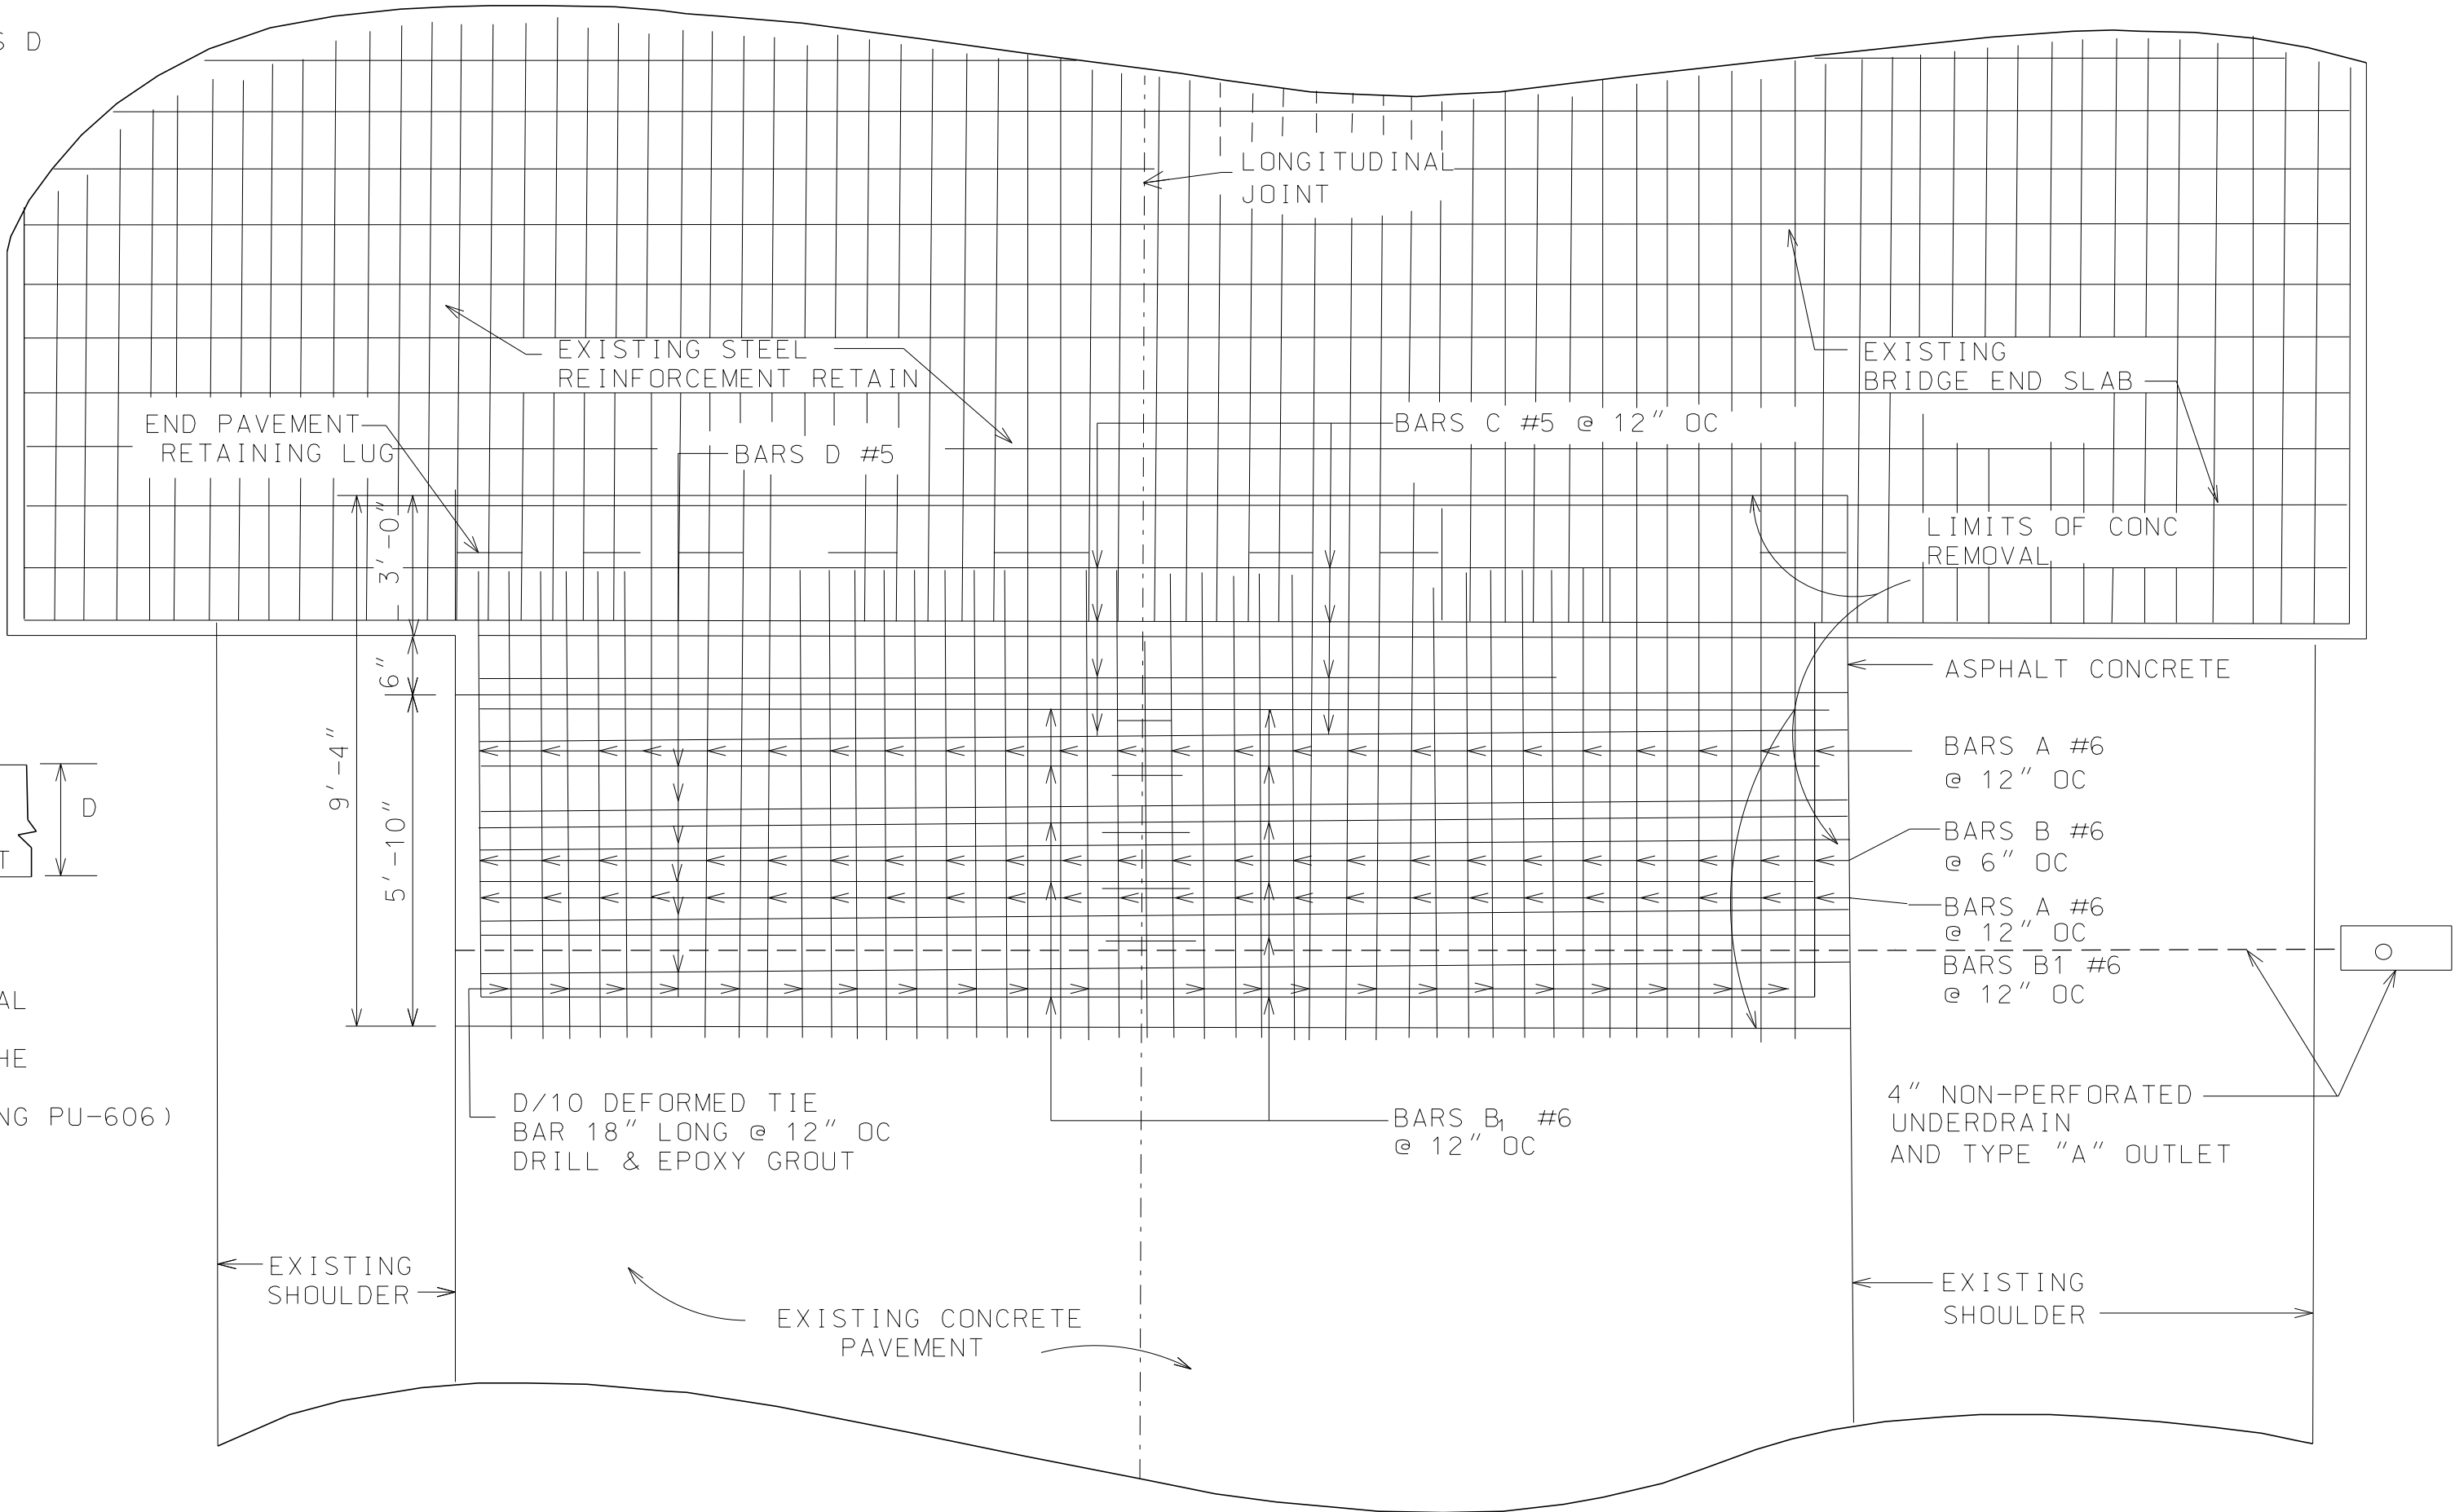 S D
LONGITUDINAL
JOINT
EXISTING STEEL
REINFORCEMENT RETAIN
EXISTING
BRIDGE END SLAB
END PAVEMENT
RETAINING LUG
BARS D #5
BARS C #5 @ 12" OC
LIMITS OF CONC
REMOVAL
3'-0"
6"
9'-4"
5'-10"
ASPHALT CONCRETE
BARS A #6
@ 12" OC
BARS B #6
@ 6" OC
BARS A #6
@ 12" OC
BARS B1 #6
@ 12" OC
D
T
AL
HE
NG PU-606)
D/10 DEFORMED TIE
BAR 18" LONG @ 12" OC
DRILL & EPOXY GROUT
BARS B1 #6
@ 12" OC
4" NON-PERFORATED
UNDERDRAIN
AND TYPE "A" OUTLET
EXISTING
SHOULDER
EXISTING CONCRETE
PAVEMENT
EXISTING
SHOULDER